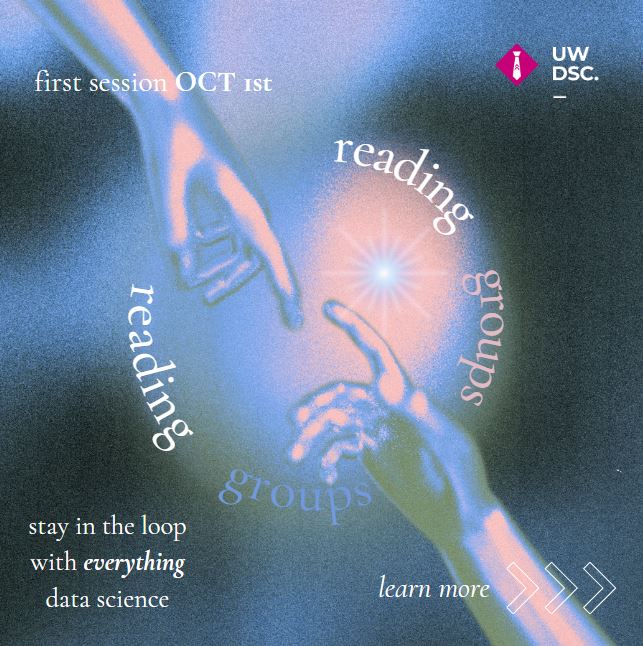 first session OCT 1st
UW
DSC.
reading
groups
reading
groups
stay in the loop
with everything
data science
learn more